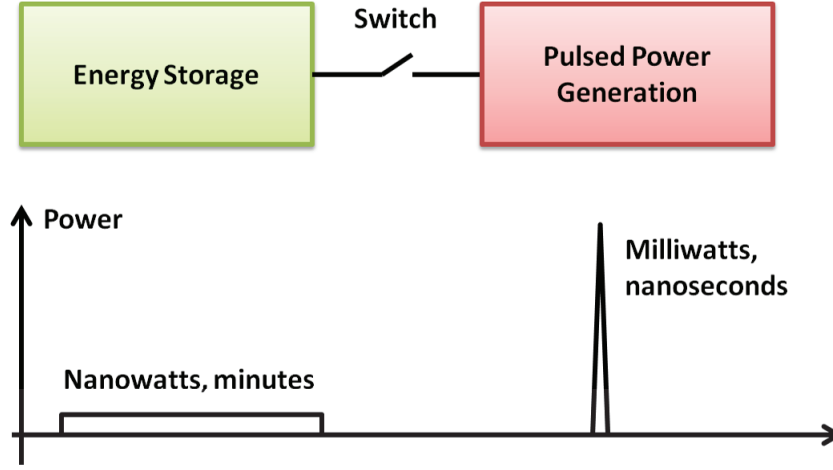 Switch
Energy Storage
Pulsed Power
Generation
Power
Milliwatts,
nanoseconds
Nanowatts, minutes